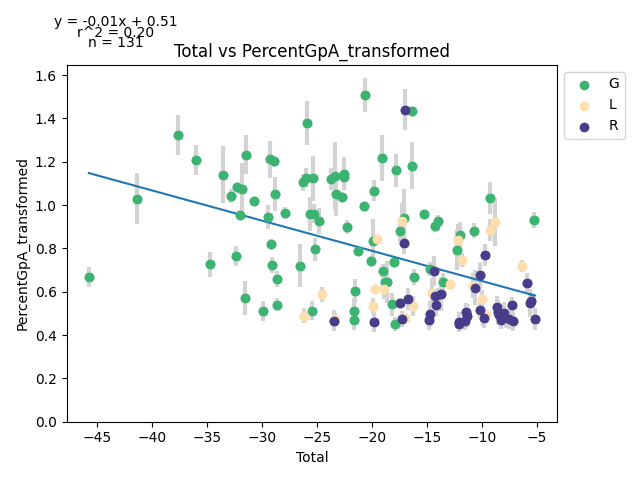 y = -0.01x + 0.51
r^2 = 0.20
n = 131
Total vs PercentGpA_transformed
G
L
R
PercentGpA_transformed
1.6
1.4
1.2
1.0
0.8
0.6
0.4
0.2
0.0
−45 −40 −35 −30 −25 −20 −15 −10 −5
Total